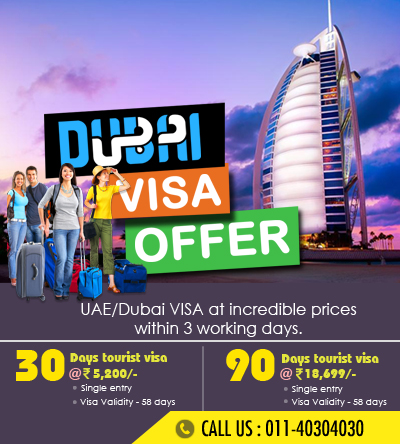 DUBAI
VISA
OFFER
UAE/Dubai VISA at incredible prices
within 3 working days.
30 Days tourist visa
@ ₹ 5,200/-
• Single entry
• Visa Validity - 58 days
90 Days tourist visa
@ ₹ 18,699/-
• Single entry
• Visa Validity - 58 days
CALL US : 011-40304030